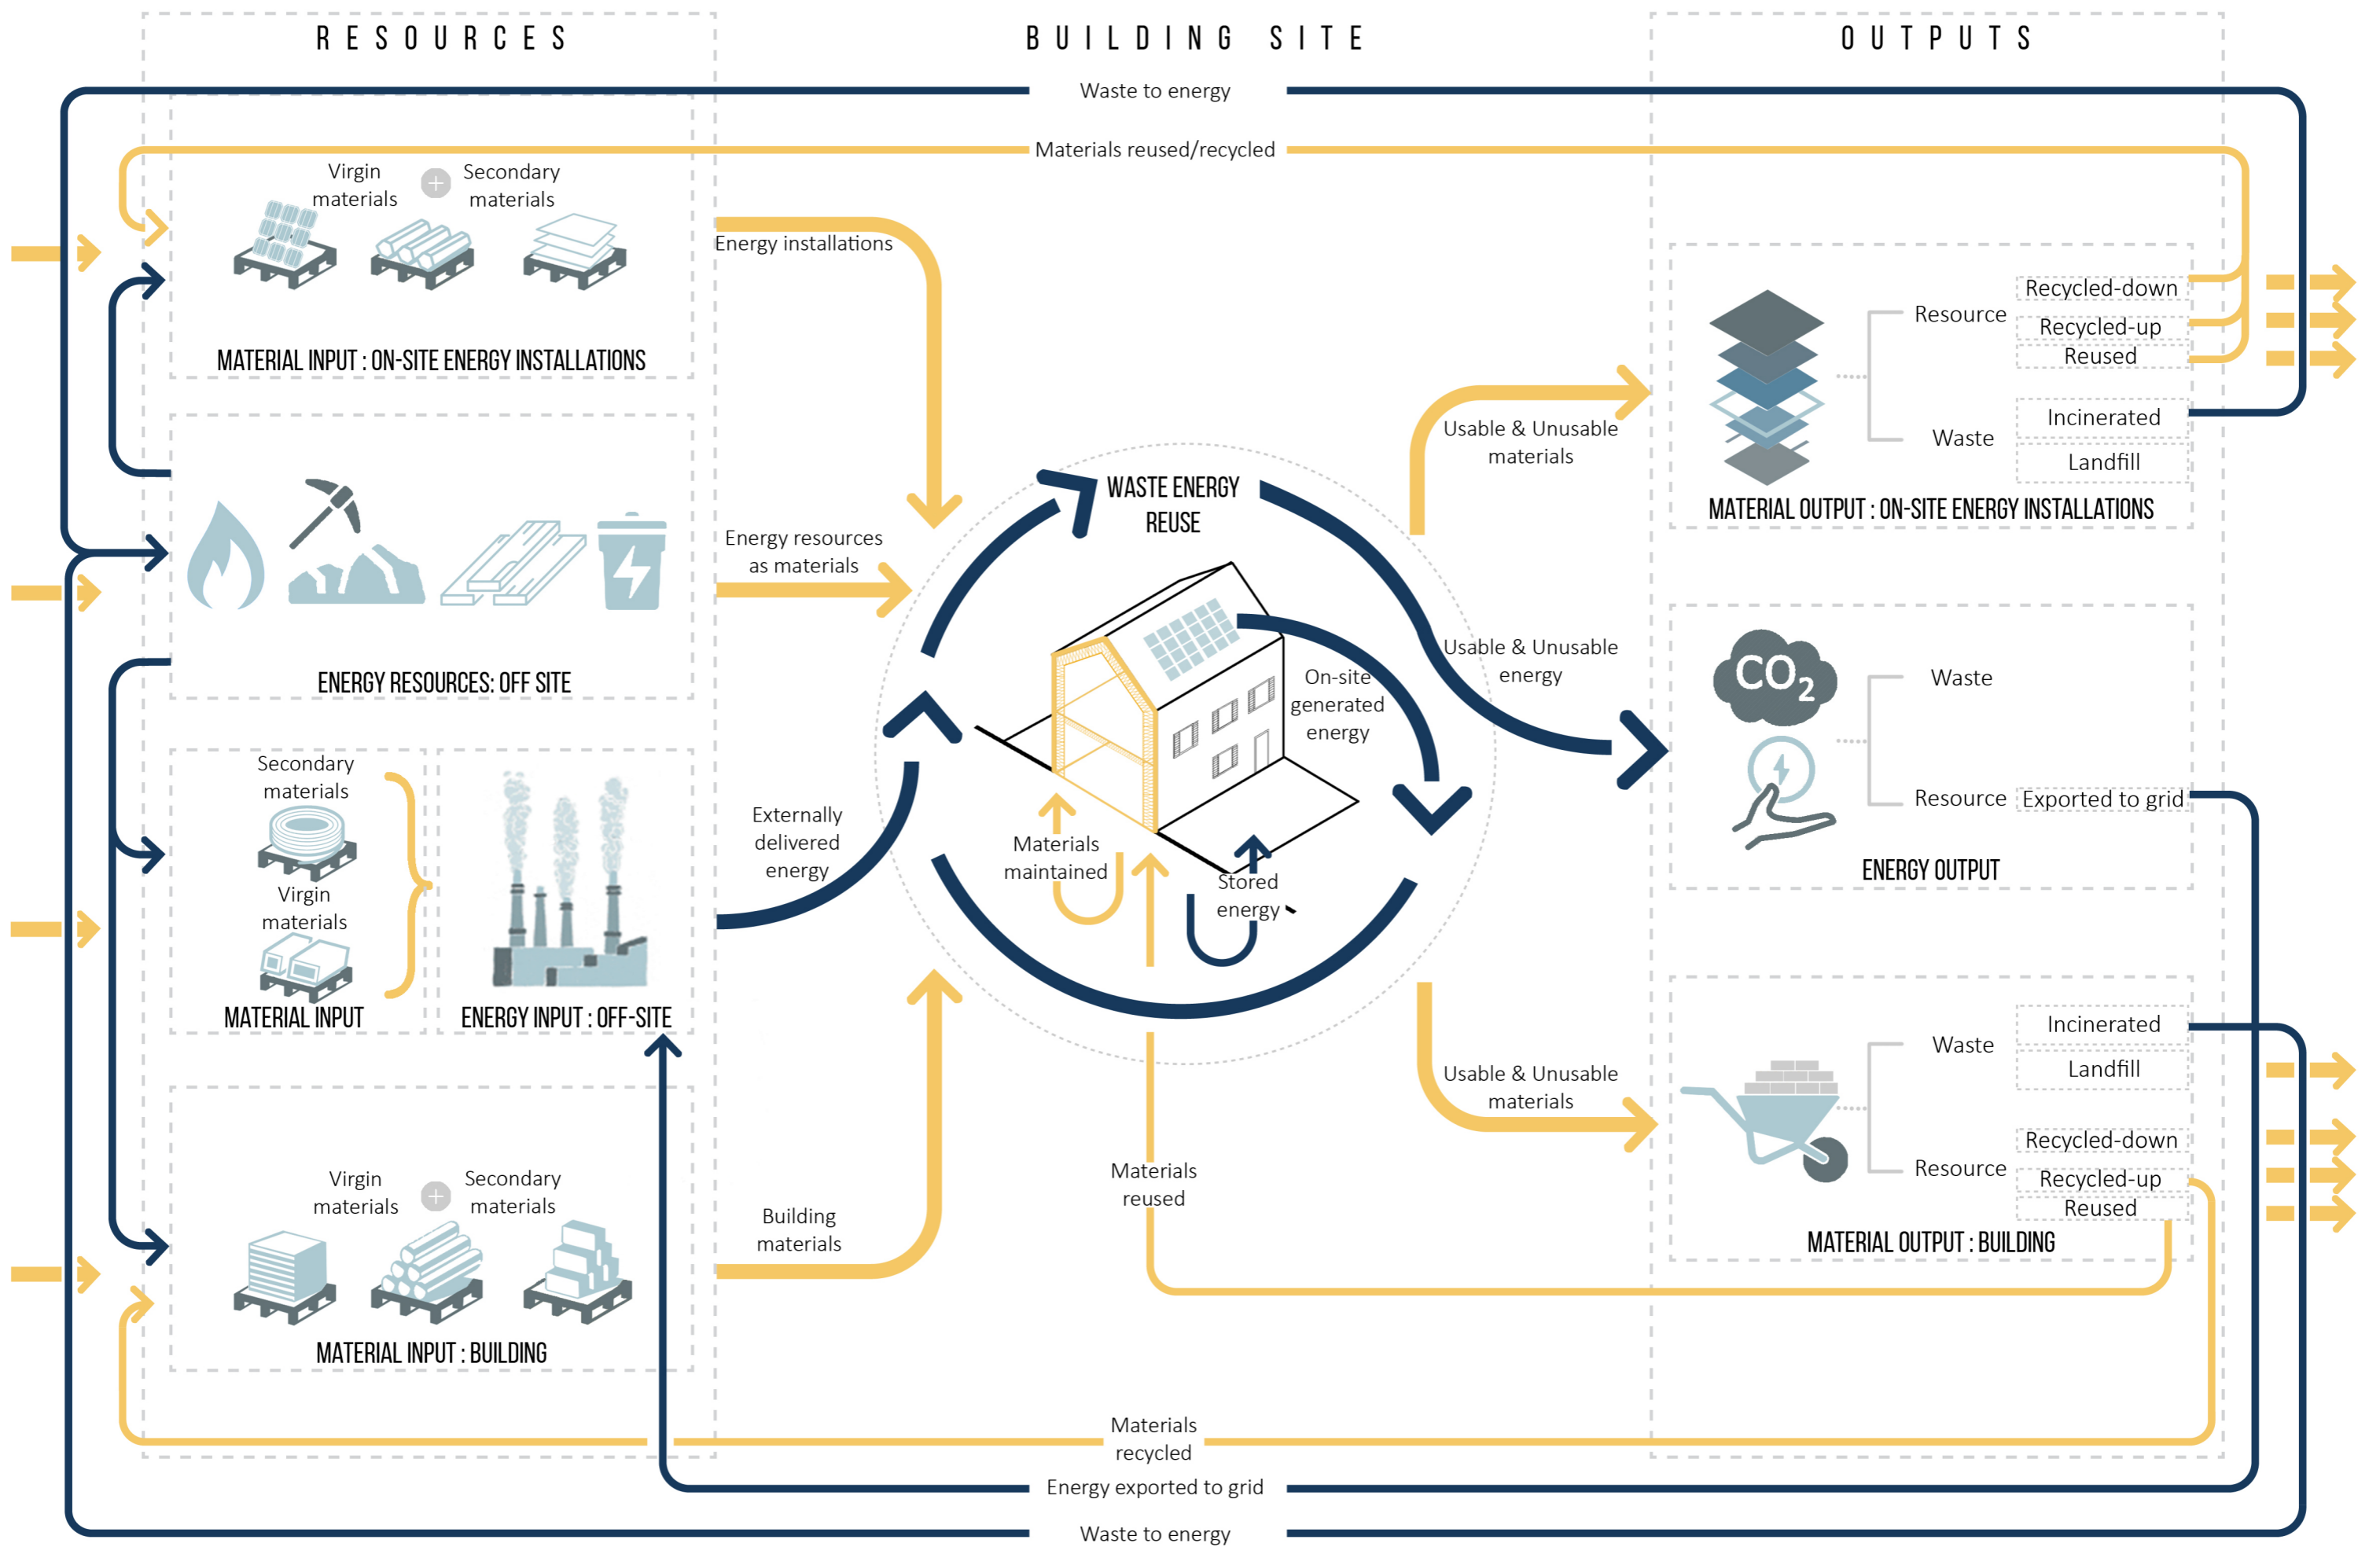 RESOURCES
BUILDING SITE
OUTPUTS
Waste to energy
Materials reused/recycled
Virgin
materials
+
Secondary
materials
MATERIAL INPUT : ON-SITE ENERGY INSTALLATIONS
ENERGY RESOURCES: OFF SITE
Secondary
materials
Virgin
materials
MATERIAL INPUT
ENERGY INPUT : OFF-SITE
Virgin
materials
+
Secondary
materials
MATERIAL INPUT : BUILDING
Energy installations
Energy resources
as materials
Externally
delivered
energy
Building
materials
WASTE ENERGY
REUSE
On-site
generated
energy
Materials
maintained
Stored
energy
Materials
reused
Usable & Unusable
materials
Usable & Unusable
energy
Usable & Unusable
materials
Resource
Recycled-down
Recycled-up
Reused
Waste
Incinerated
Landfill
MATERIAL OUTPUT : ON-SITE ENERGY INSTALLATIONS
CO2
Waste
Resource
Exported to grid
ENERGY OUTPUT
Waste
Incinerated
Landfill
Resource
Recycled-down
Recycled-up
Reused
MATERIAL OUTPUT : BUILDING
Materials
recycled
Energy exported to grid
Waste to energy